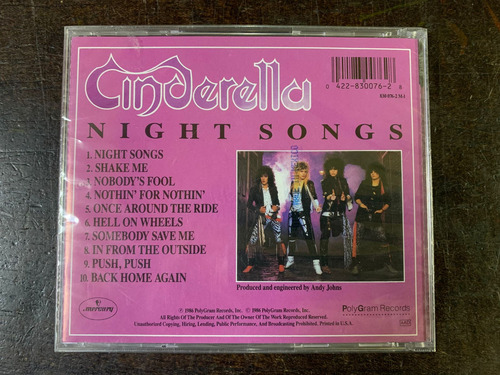 Cinderella
0 422-830076-2 8
NIGHT SONGS
1. NIGHT SONGS
2. SHAKE ME
3. NOBODY'S FOOL
4. NOTHIN' FOR NOTHIN'
5. ONCE AROUND THE RIDE
6. HELL ON WHEELS
7. SOMEBODY SAVE ME
8. IN FROM THE OUTSIDE
9. PUSH, PUSH
10. BACK HOME AGAIN
Produced and engineered by Andy Johns
mercury
℗ 1986 PolyGram Records, Inc. © 1986 PolyGram Records, Inc.
All Rights Of The Producer And Of The Owner Of The Work Reserved.
Unauthorized Copying, Hiring, Lending, Public Performance, And Broadcasting Prohibited. Printed in U.S.A.
PolyGram Records